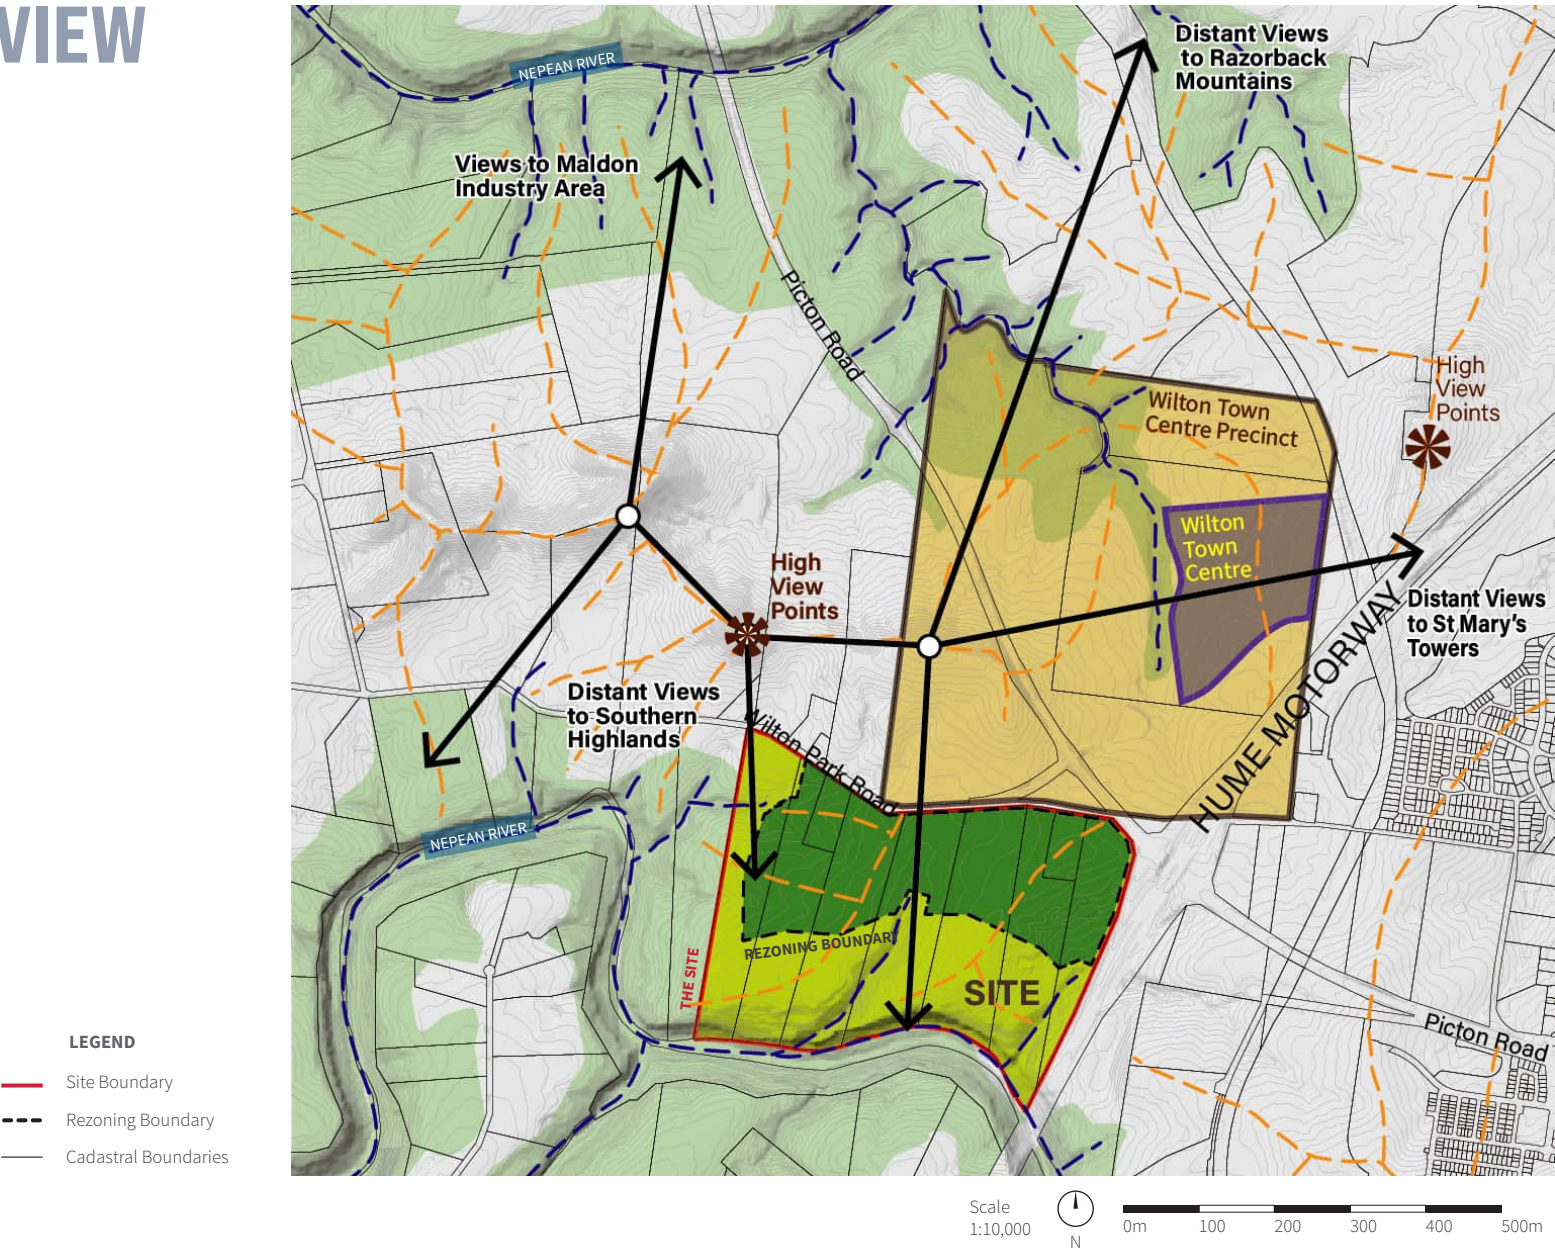 VIEW
NEPEAN RIVER
Distant Views
to Razorback
Mountains
Views to Maldon
Industry Area
Picton Road
High
View
Points
Wilton Town
Centre Precinct
Wilton
Town
Centre
High
View
Points
Distant Views
to St Mary's
Towers
HUME MOTORWAY
Distant Views
to Southern
Highlands
Wilton Park Road
NEPEAN RIVER
REZONING BOUNDARY
THE SITE
SITE
Picton Road
LEGEND
Site Boundary
Rezoning Boundary
Cadastral Boundaries
Scale
1:10,000
N
0m 100 200 300 400 500m